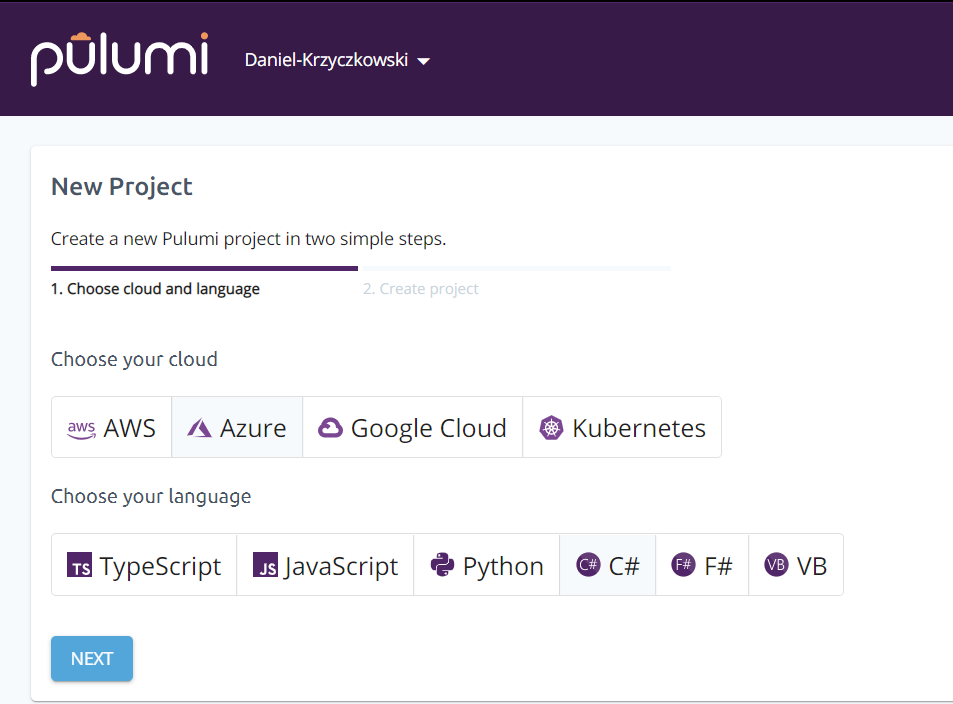 pulumi Daniel-Krzyczkowski
New Project
Create a new Pulumi project in two simple steps.
1. Choose cloud and language 2. Create project
Choose your cloud
aws AWS Azure Google Cloud Kubernetes
Choose your language
TS TypeScript JS JavaScript Python C# C# F# F# VB VB
NEXT